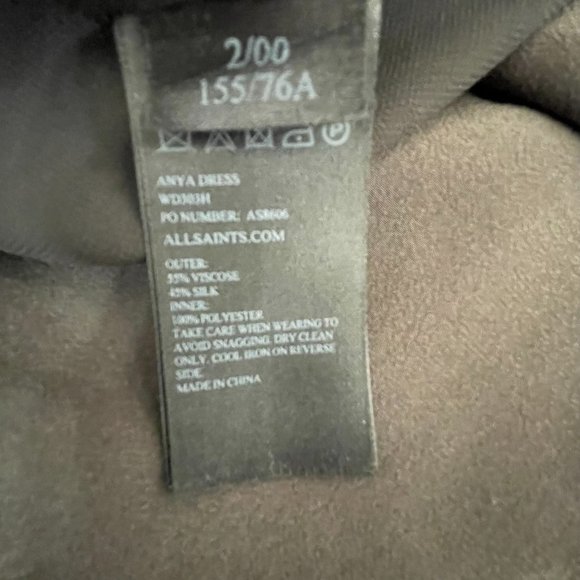 2/00
155/76A
P
ANYA DRESS
WD303H
PO NUMBER: AS8606
ALLSAINTS.COM
OUTER:
55% VISCOSE
45% SILK
INNER:
100% POLYESTER
TAKE CARE WHEN WEARING TO
AVOID SNAGGING. DRY CLEAN
ONLY. COOL IRON ON REVERSE
SIDE.
MADE IN CHINA